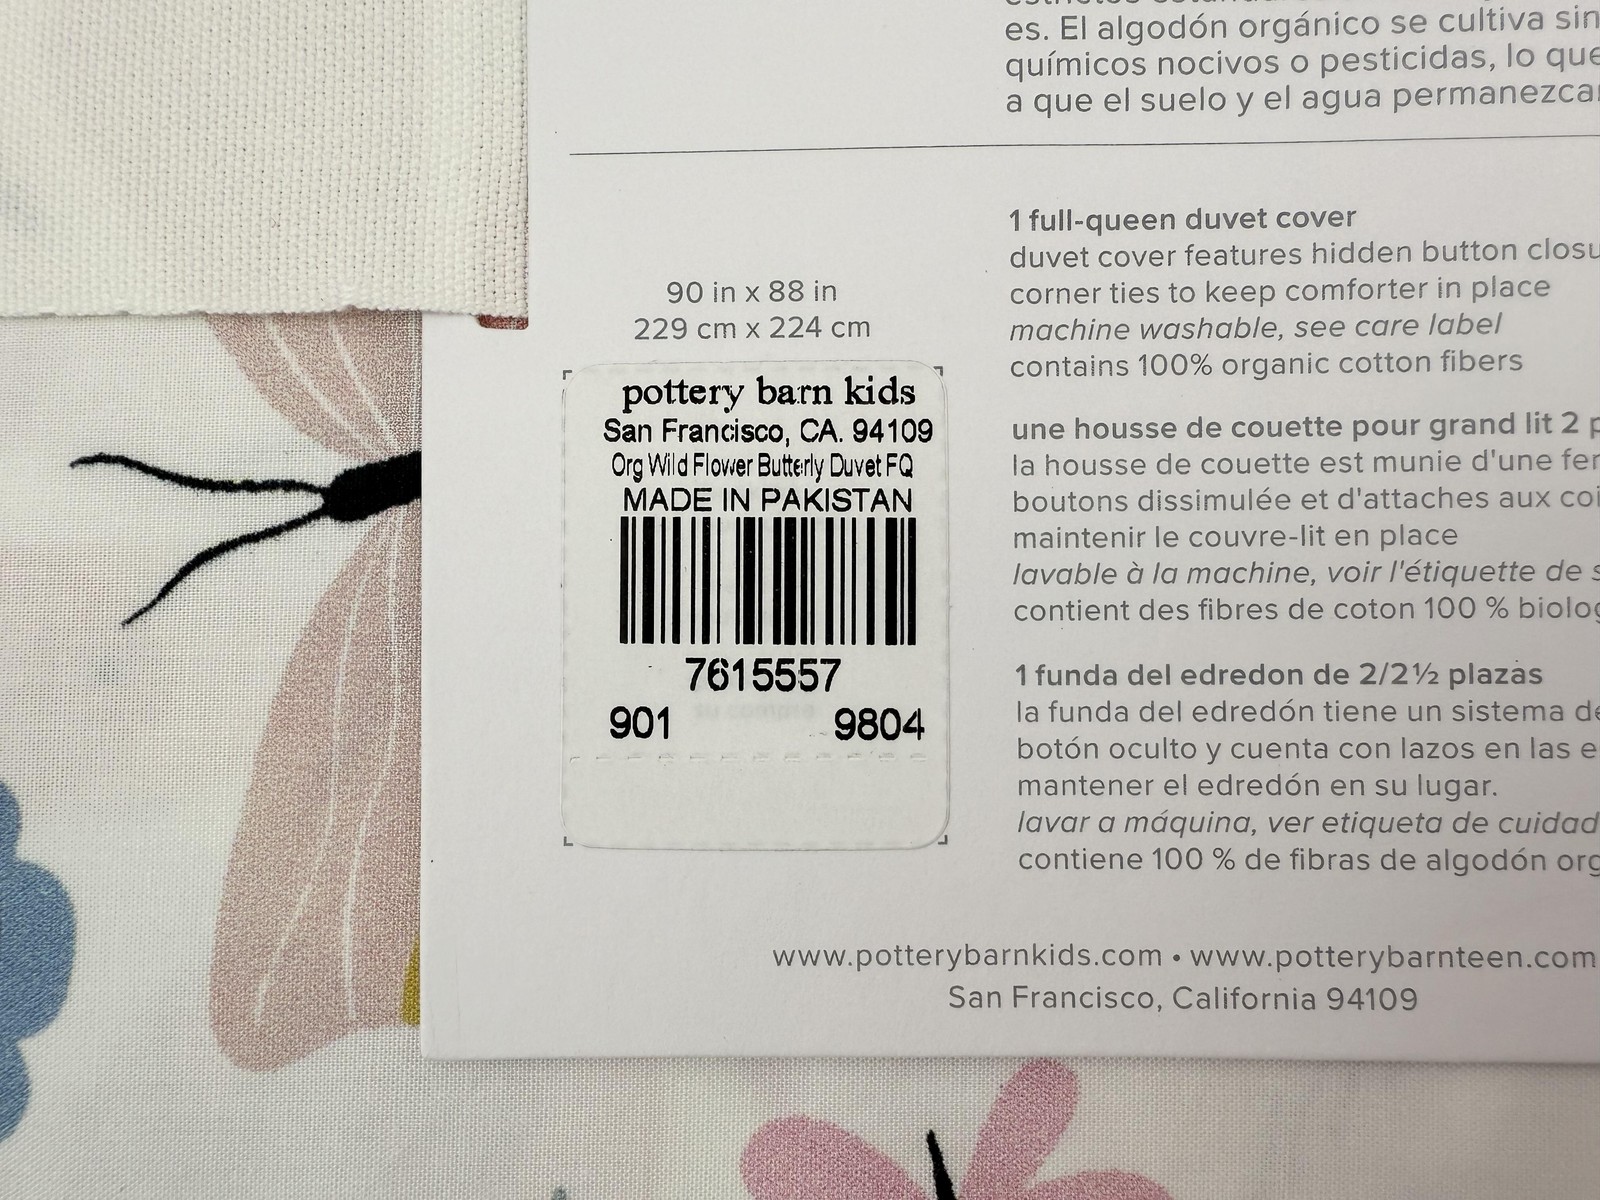 es. El algodón orgánico se cultiva sin
químicos nocivos o pesticidas, lo que
a que el suelo y el agua permanezcan
90 in x 88 in
229 cm x 224 cm
pottery barn kids
San Francisco, CA. 94109
Org Wild Flower Butterly Duvet FQ
MADE IN PAKISTAN
7615557
901 9804
1 full-queen duvet cover
duvet cover features hidden button closu
corner ties to keep comforter in place
machine washable, see care label
contains 100% organic cotton fibers
une housse de couette pour grand lit 2 p
la housse de couette est munie d'une fer
boutons dissimulée et d'attaches aux coi
maintenir le couvre-lit en place
lavable à la machine, voir l'étiquette de s
contient des fibres de coton 100 % biolog
1 funda del edredon de 2/2½ plazas
la funda del edredón tiene un sistema de
botón oculto y cuenta con lazos en las e
mantener el edredón en su lugar.
lavar a máquina, ver etiqueta de cuidad
contiene 100 % de fibras de algodón org
www.potterybarnkids.com • www.potterybarnteen.com
San Francisco, California 94109